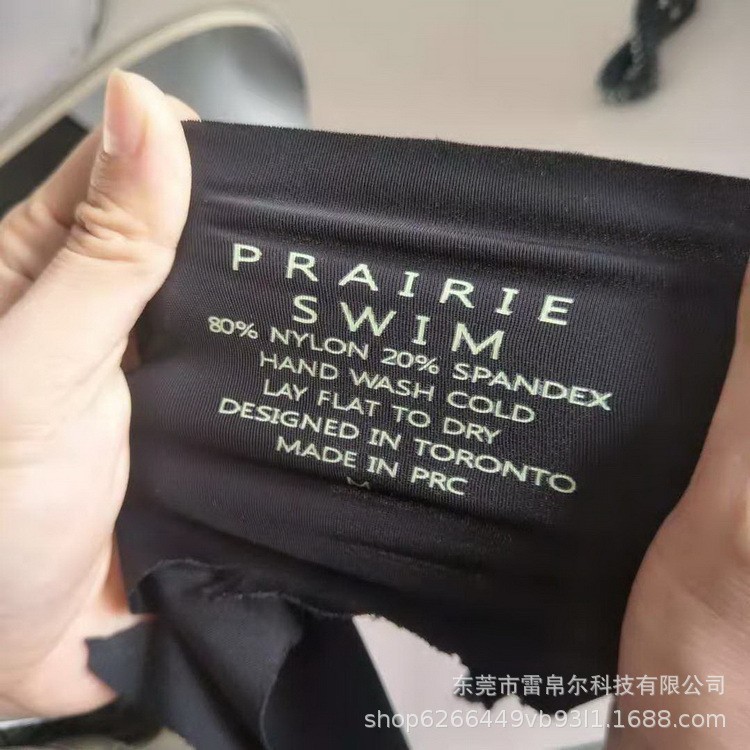 PRAIRIE
SWIM
80% NYLON 20% SPANDEX
HAND WASH COLD
LAY FLAT TO DRY
DESIGNED IN TORONTO
MADE IN PRC
M
东莞市雷帛尔科技有限公司
shop6266449vb93l1.1688.com